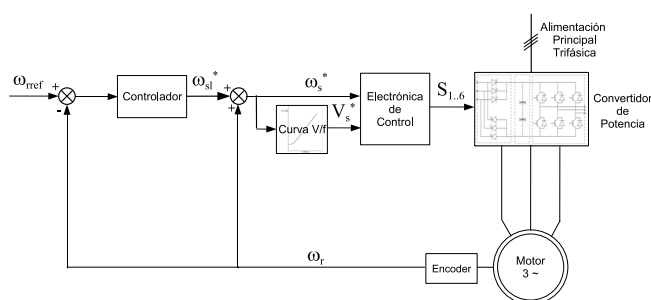 Alimentación
Principal
Trifásica
ω_rref
+
-
Controlador
ω_sl*
+
+
ω_s*
Curva V/f
V_s*
Electrónica
de
Control
S_1..6
Convertidor
de
Potencia
ω_r
Encoder
Motor
3 ~